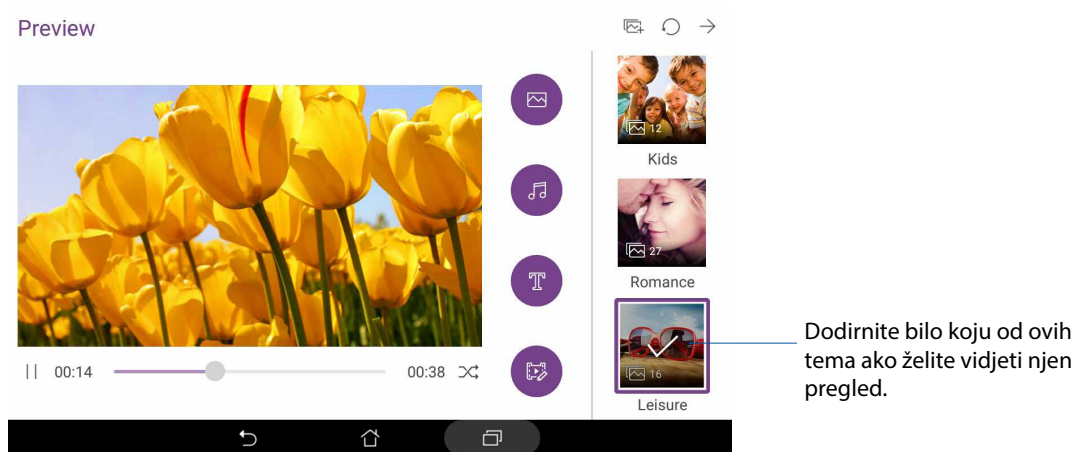 Preview
12
Kids
27
Romance
16
Leisure
00:14
00:38
Dodirnite bilo koju od ovih
tema ako želite vidjeti njen
pregled.